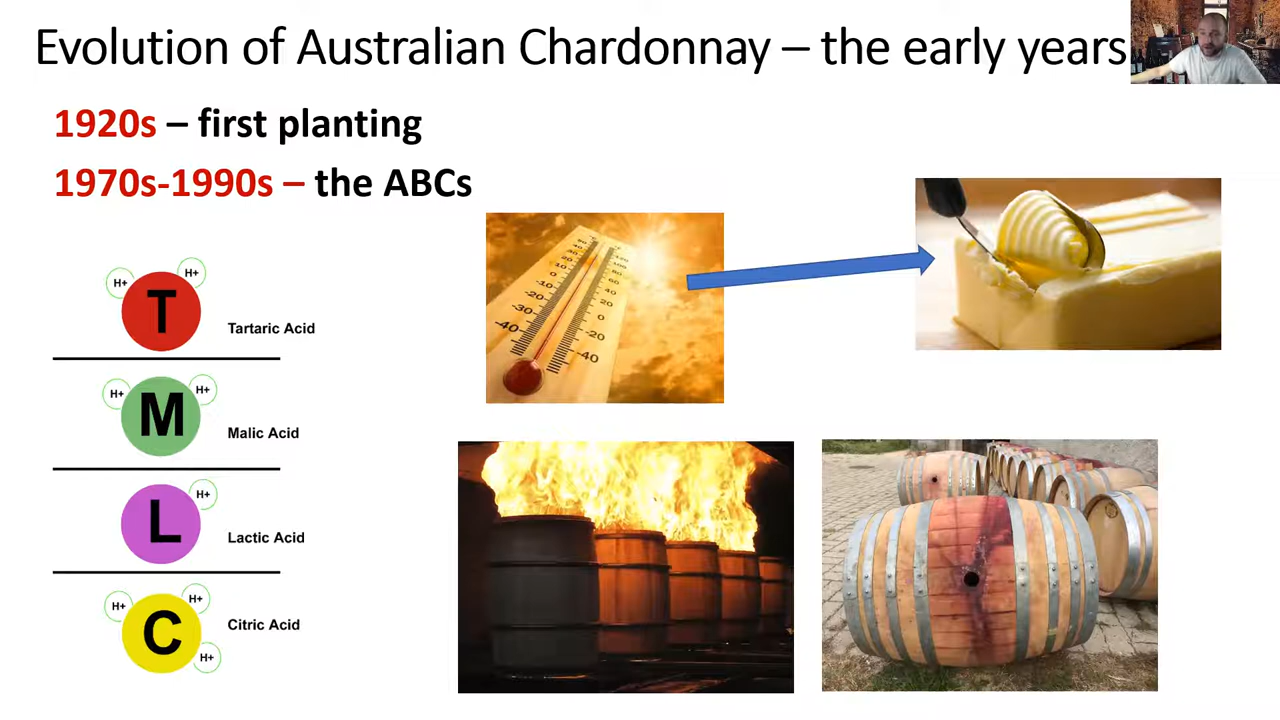 Evolution of Australian Chardonnay – the early years
1920s – first planting
1970s-1990s – the ABCs
H+
H+
T
Tartaric Acid
H+
H+
M
Malic Acid
H+
L
Lactic Acid
H+
H+
C
Citric Acid
H+